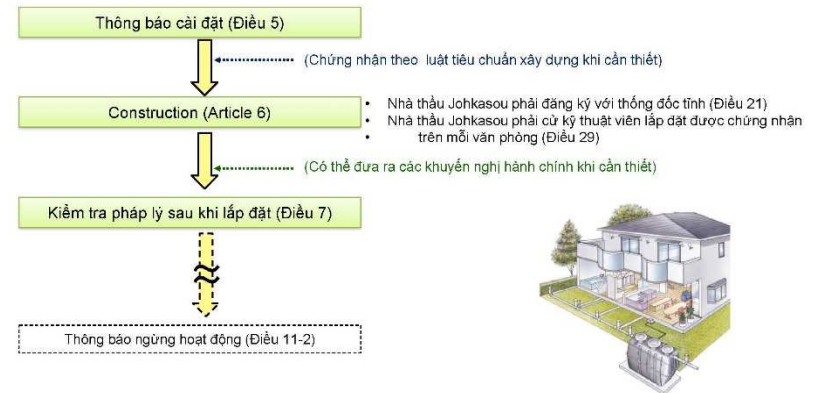 Thông báo cài đặt (Điều 5)
(Chứng nhận theo luật tiêu chuẩn xây dựng khi cần thiết)
Construction (Article 6)
• Nhà thầu Johkasou phải đăng ký với thống đốc tỉnh (Điều 21)
• Nhà thầu Johkasou phải cử kỹ thuật viên lắp đặt được chứng nhận
• trên mỗi văn phòng (Điều 29)
(Có thể đưa ra các khuyến nghị hành chính khi cần thiết)
Kiểm tra pháp lý sau khi lắp đặt (Điều 7)
Thông báo ngừng hoạt động (Điều 11-2)